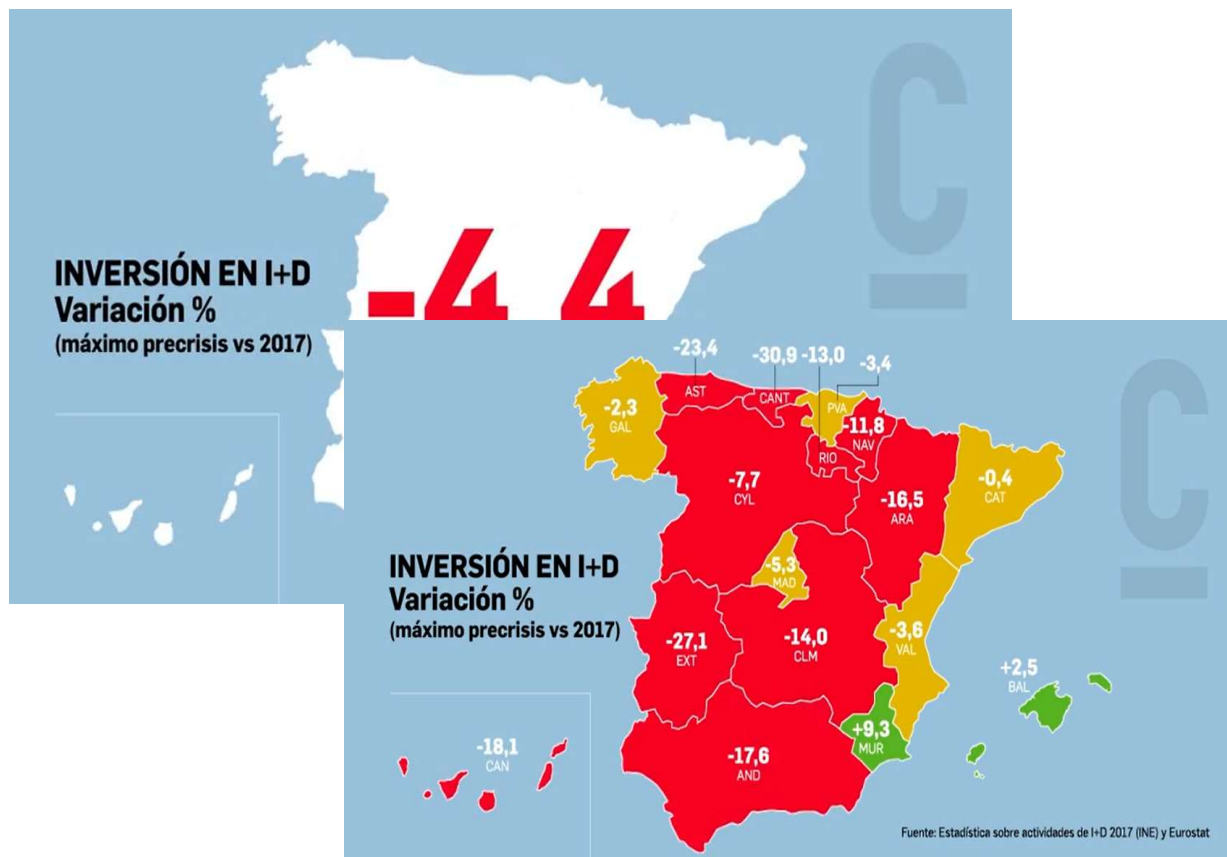 INVERSIÓN EN I+D
Variación %
(máximo precrisis vs 2017)
-4 4
C
-23,4
AST
-30,9
CANT
-13,0
RIO
-3,4
PVA
-2,3
GAL
-11,8
NAV
-7,7
CYL
-16,5
ARA
-0,4
CAT
-5,3
MAD
INVERSIÓN EN I+D
Variación %
(máximo precrisis vs 2017)
-27,1
EXT
-14,0
CLM
-3,6
VAL
+2,5
BAL
+9,3
MUR
-18,1
CAN
-17,6
AND
C
Fuente: Estadística sobre actividades de I+D 2017 (INE) y Eurostat